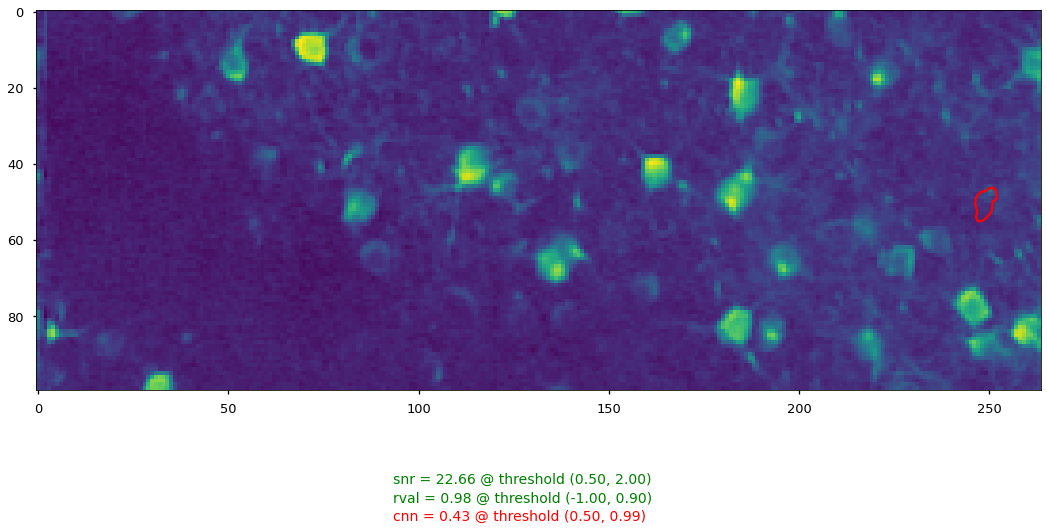 0
20
40
60
80
0 50 100 150 200 250
snr = 22.66 @ threshold (0.50, 2.00)
rval = 0.98 @ threshold (-1.00, 0.90)
cnn = 0.43 @ threshold (0.50, 0.99)